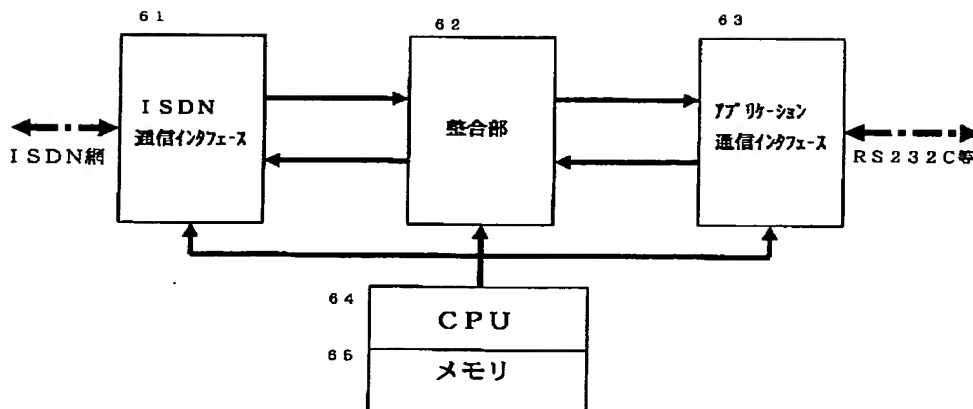 61
ISDN
通信インタフェース
ISDN網
62
整合部
63
アプリケーション
通信インタフェース
RS232C等
64
CPU
65
メモリ